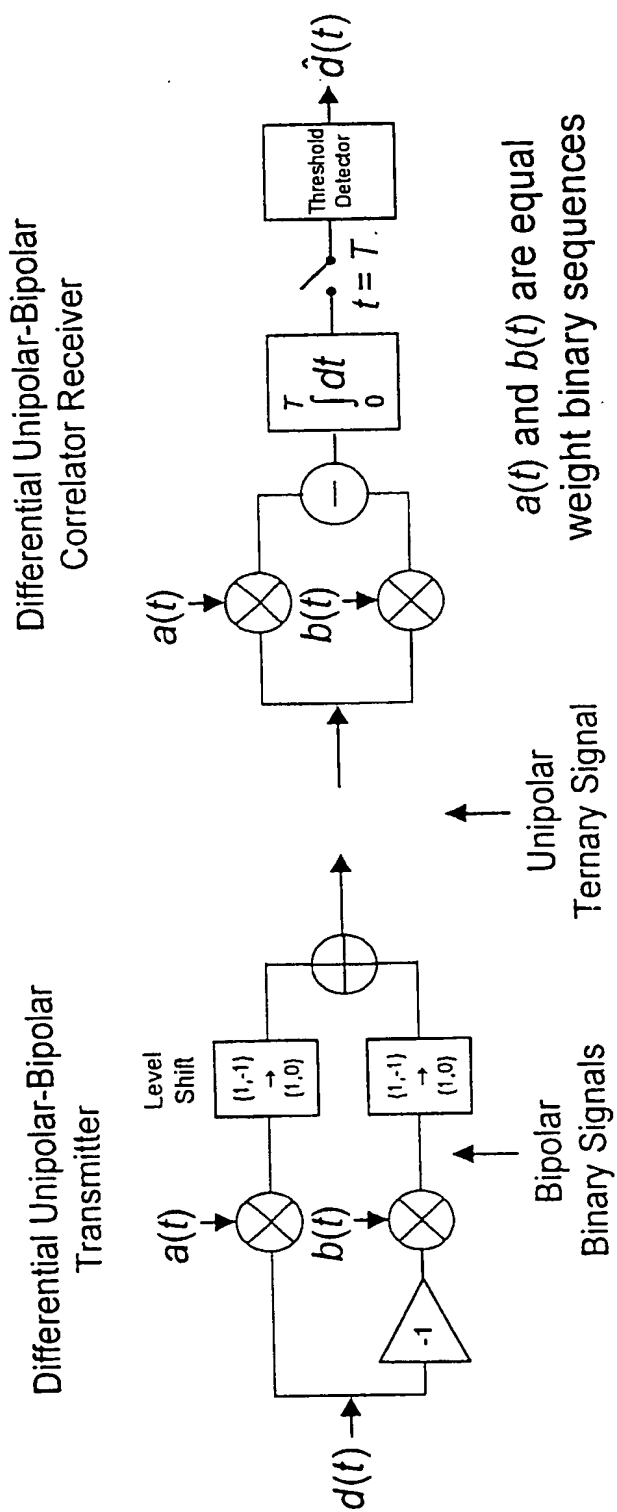 Differential Unipolar-Bipolar
Transmitter
Level
Shift
a(t)
{1,-1}
→
{1,0}
d(t)
-1
b(t)
{1,-1}
→
{1,0}
Bipolar
Binary Signals
Unipolar
Ternary Signal
Differential Unipolar-Bipolar
Correlator Receiver
a(t)
b(t)
−
T
∫dt
0
t = T
Threshold
Detector
d̂(t)
a(t) and b(t) are equal
weight binary sequences